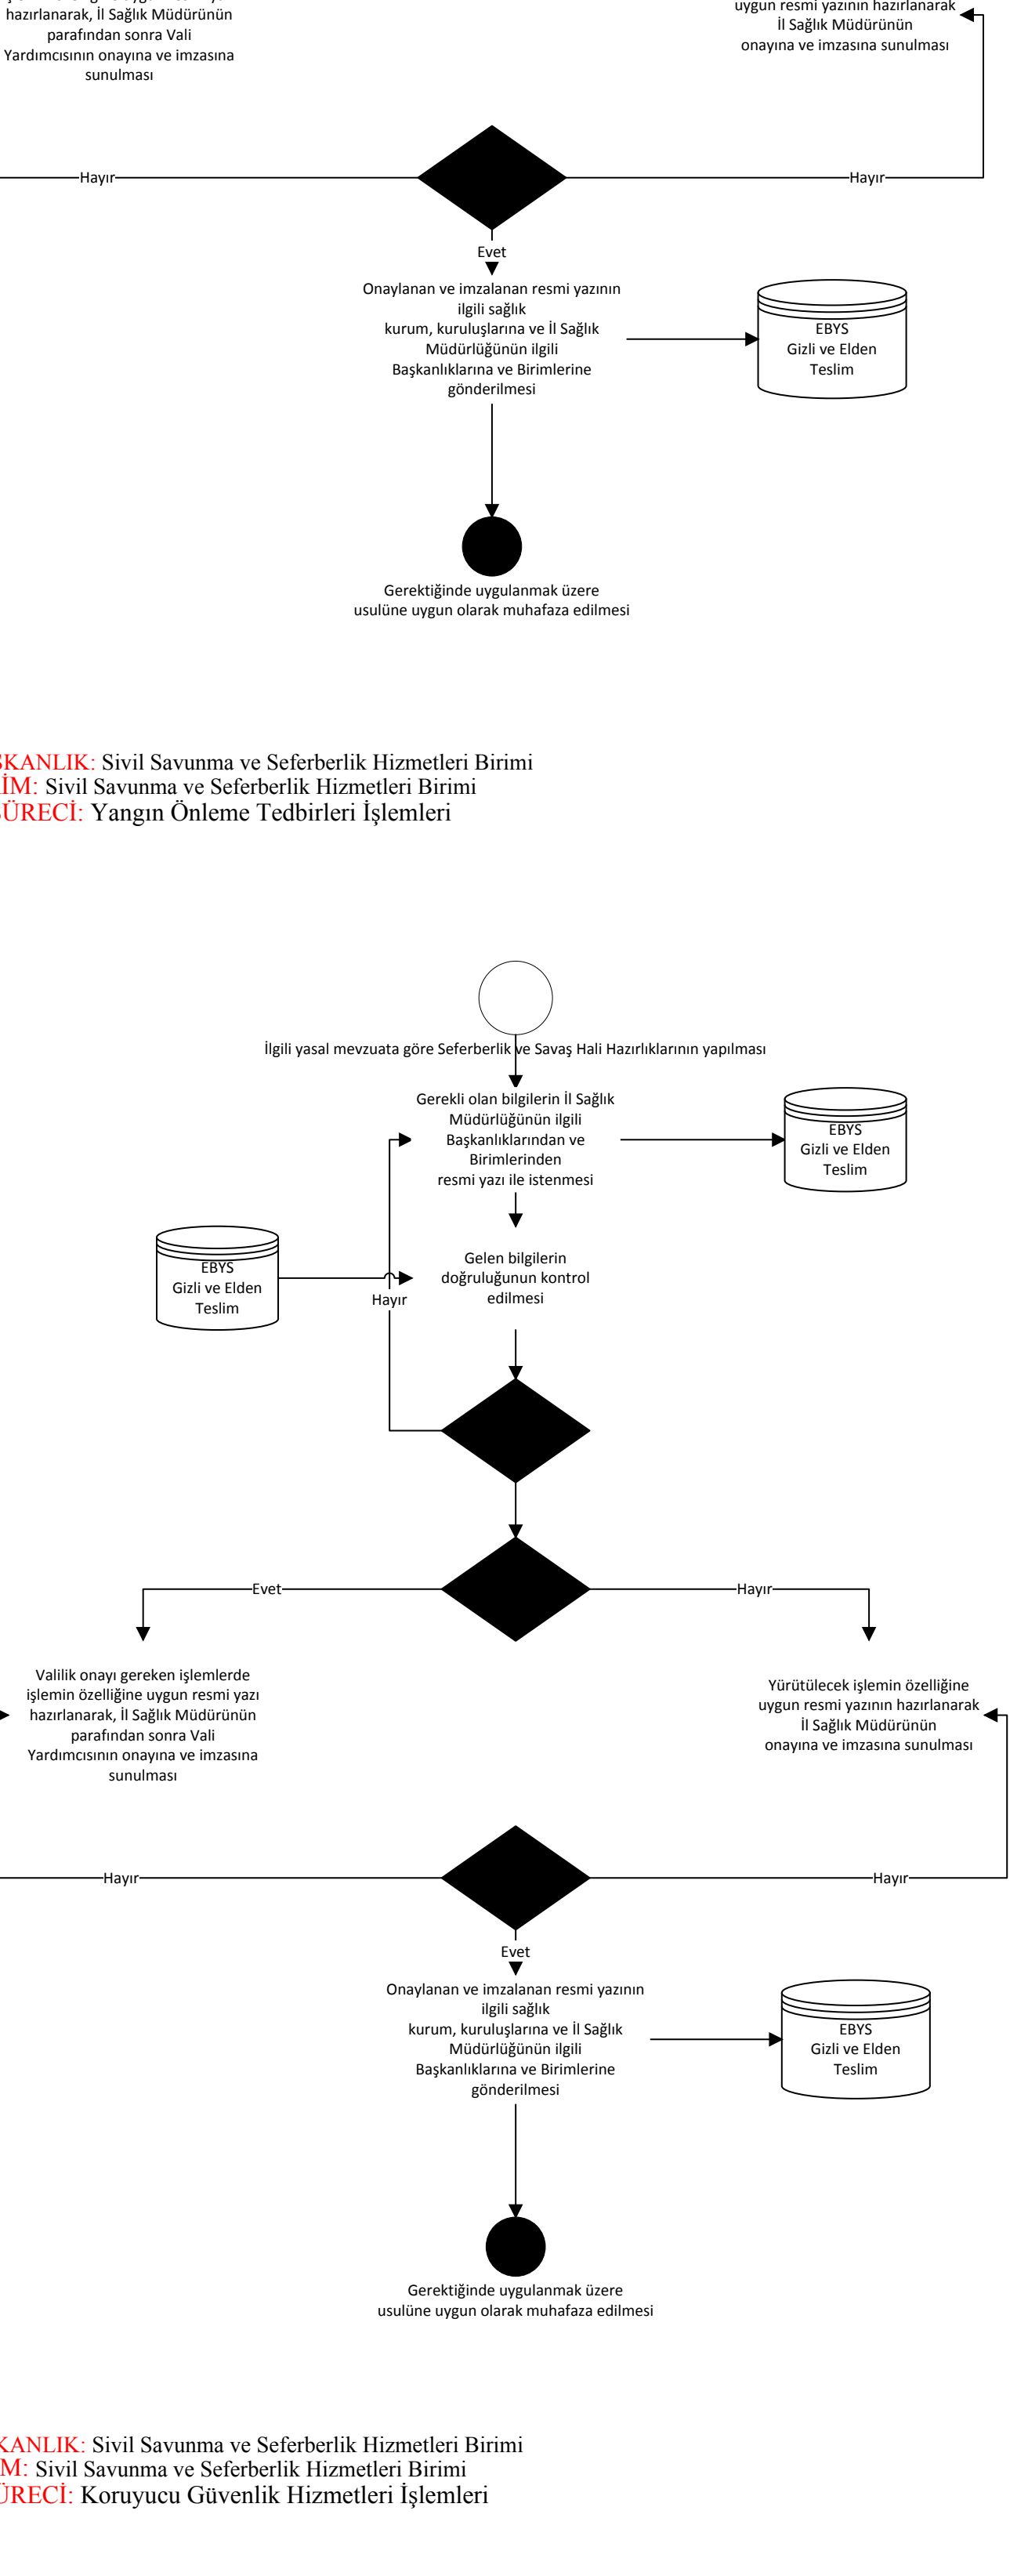 hazırlanarak, İl Sağlık Müdürünün
parafından sonra Vali
Yardımcısının onayına ve imzasına
sunulması
uygun resmi yazının hazırlanarak
İl Sağlık Müdürünün
onayına ve imzasına sunulması
Hayır
Hayır
Evet
Onaylanan ve imzalanan resmi yazının
ilgili sağlık
kurum, kuruluşlarına ve İl Sağlık
Müdürlüğünün ilgili
Başkanlıklarına ve Birimlerine
gönderilmesi
EBYS
Gizli ve Elden
Teslim
Gerektiğinde uygulanmak üzere
usulüne uygun olarak muhafaza edilmesi
ŞKANLIK: Sivil Savunma ve Seferberlik Hizmetleri Birimi
İM: Sivil Savunma ve Seferberlik Hizmetleri Birimi
SÜRECİ: Yangın Önleme Tedbirleri İşlemleri
İlgili yasal mevzuata göre Seferberlik ve Savaş Hali Hazırlıklarının yapılması
Gerekli olan bilgilerin İl Sağlık
Müdürlüğünün ilgili
Başkanlıklarından ve
Birimlerinden
resmi yazı ile istenmesi
EBYS
Gizli ve Elden
Teslim
EBYS
Gizli ve Elden
Teslim
Hayır
Gelen bilgilerin
doğruluğunun kontrol
edilmesi
Evet
Hayır
Valilik onayı gereken işlemlerde
işlemin özelliğine uygun resmi yazı
hazırlanarak, İl Sağlık Müdürünün
parafından sonra Vali
Yardımcısının onayına ve imzasına
sunulması
Yürütülecek işlemin özelliğine
uygun resmi yazının hazırlanarak
İl Sağlık Müdürünün
onayına ve imzasına sunulması
Hayır
Hayır
Evet
Onaylanan ve imzalanan resmi yazının
ilgili sağlık
kurum, kuruluşlarına ve İl Sağlık
Müdürlüğünün ilgili
Başkanlıklarına ve Birimlerine
gönderilmesi
EBYS
Gizli ve Elden
Teslim
Gerektiğinde uygulanmak üzere
usulüne uygun olarak muhafaza edilmesi
KANLIK: Sivil Savunma ve Seferberlik Hizmetleri Birimi
M: Sivil Savunma ve Seferberlik Hizmetleri Birimi
ÜRECİ: Koruyucu Güvenlik Hizmetleri İşlemleri